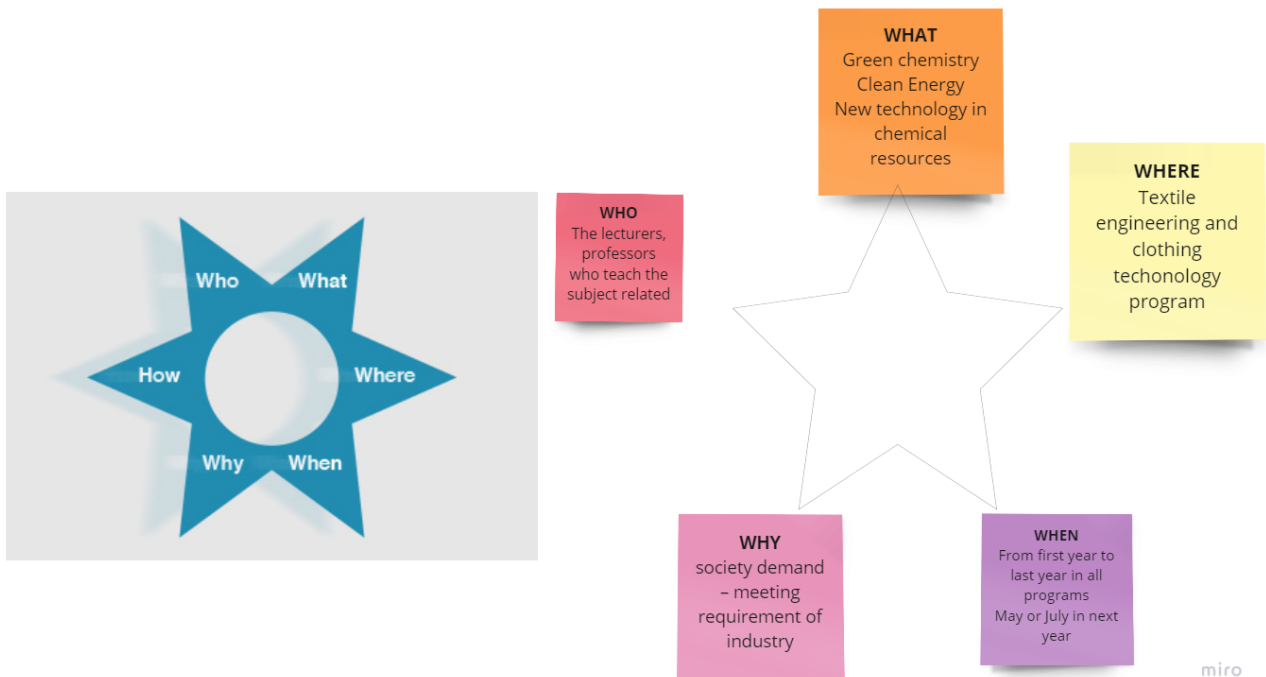 Who
What
How
Where
Why
When
WHO
The lecturers,
professors
who teach the
subject related
WHAT
Green chemistry
Clean Energy
New technology in
chemical
resources
WHERE
Textile
engineering and
clothing
techonology
program
WHY
society demand
– meeting
requirement of
industry
WHEN
From first year to
last year in all
programs
May or July in next
year
miro